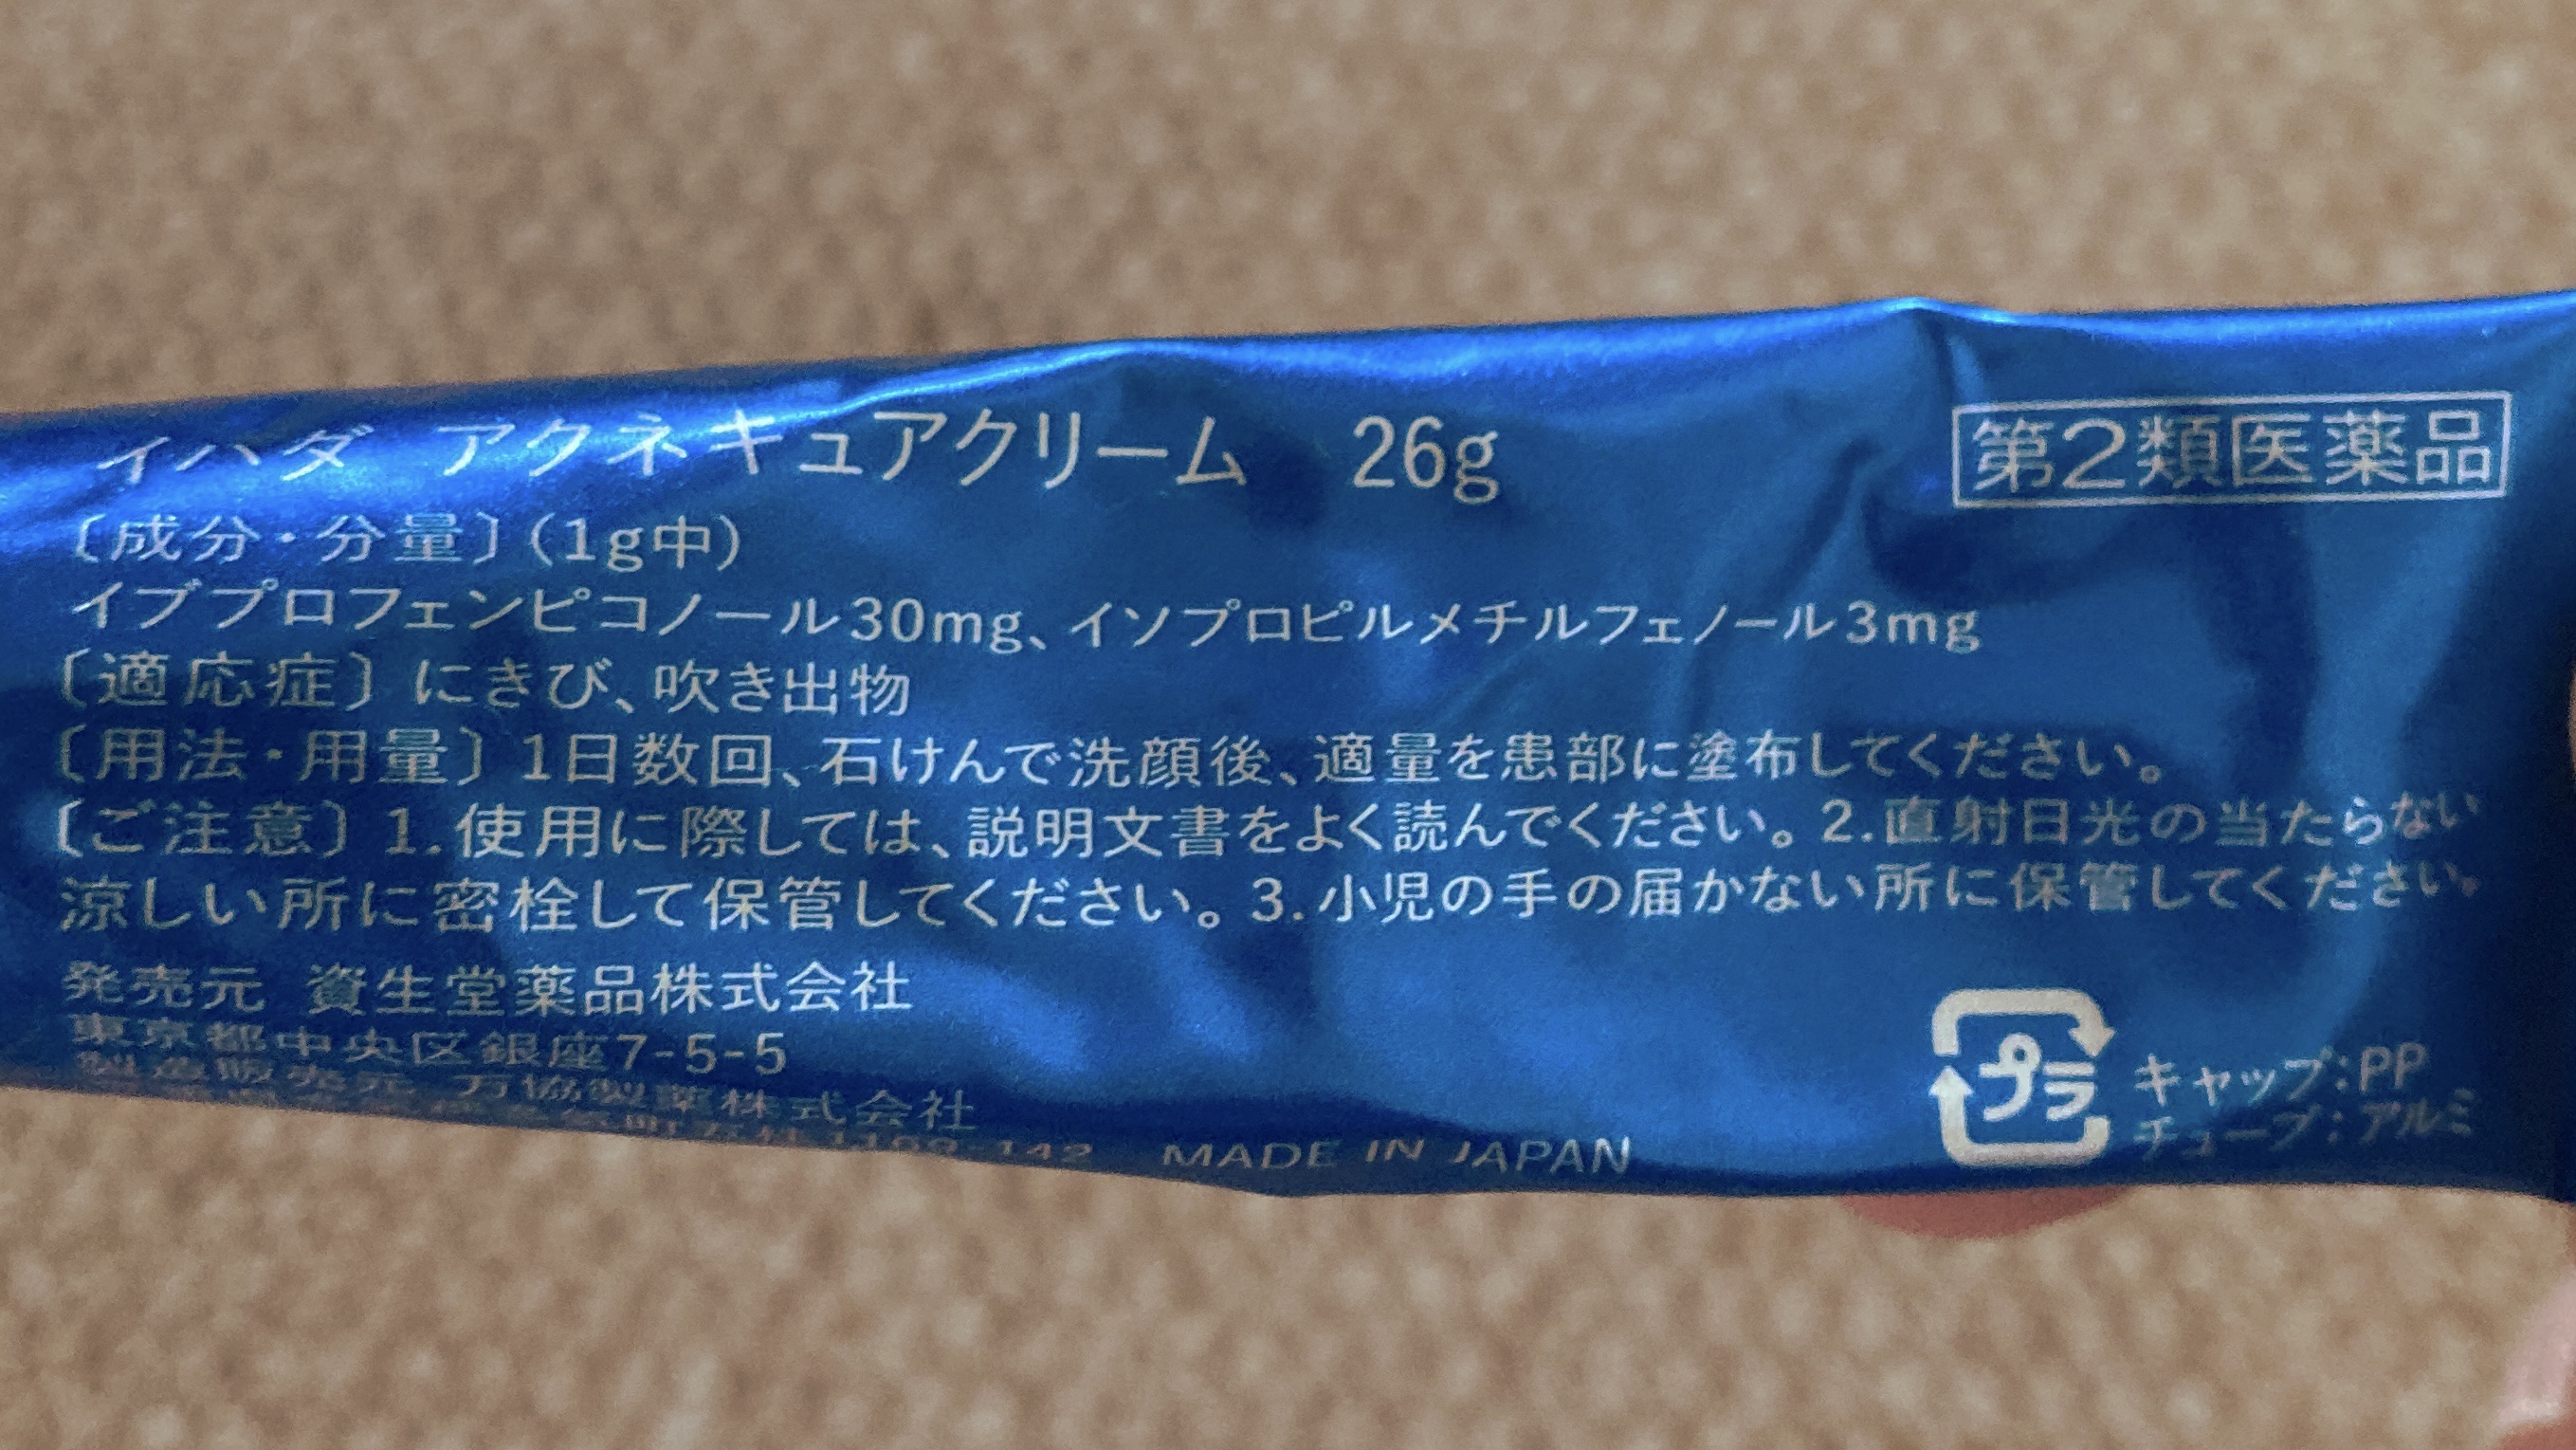 イハダ アクネキュアクリーム 26g
第2類医薬品
〔成分・分量〕(1g中)
イブプロフェンピコノール30mg、イソプロピルメチルフェノール3mg
〔適応症〕にきび、吹き出物
〔用法・用量〕1日数回、石けんで洗顔後、適量を患部に塗布してください。
〔ご注意〕1.使用に際しては、説明文書をよく読んでください。2.直射日光の当たらない
涼しい所に密栓して保管してください。3.小児の手の届かない所に保管してください。
発売元 資生堂薬品株式会社
東京都中央区銀座7-5-5
製造販売元 万協製薬株式会社
1199-142 MADE IN JAPAN
プラ
キャップ:PP
チューブ:アルミ